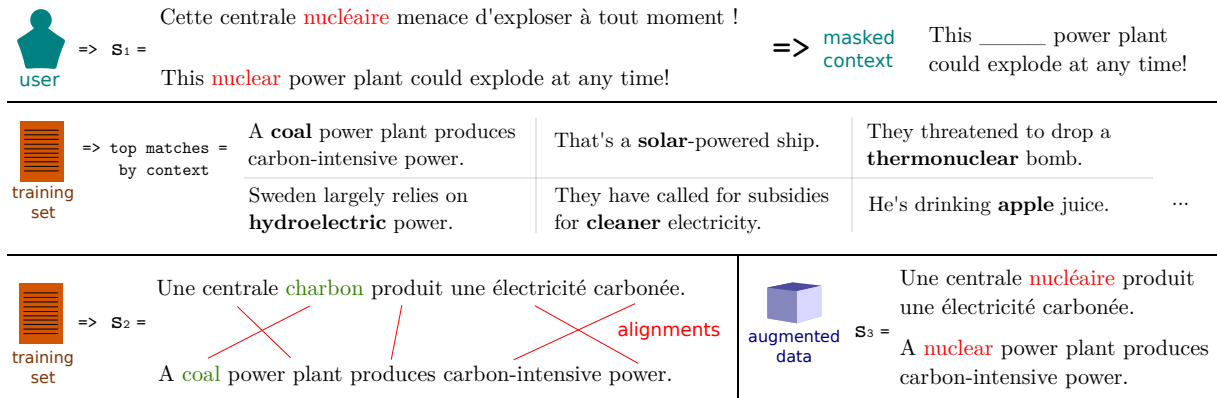 Cette centrale nucléaire menace d'exploser à tout moment !
user => S1 =
This nuclear power plant could explode at any time!
=> masked context
This _____ power plant
could explode at any time!
training set
=> top matches =
by context
A coal power plant produces
carbon-intensive power.
That's a solar-powered ship.
They threatened to drop a
thermonuclear bomb.
Sweden largely relies on
hydroelectric power.
They have called for subsidies
for cleaner electricity.
He's drinking apple juice.
...
training set
=> S2 =
Une centrale charbon produit une électricité carbonée.
alignments
A coal power plant produces carbon-intensive power.
augmented data
S3 =
Une centrale nucléaire produit
une électricité carbonée.
A nuclear power plant produces
carbon-intensive power.